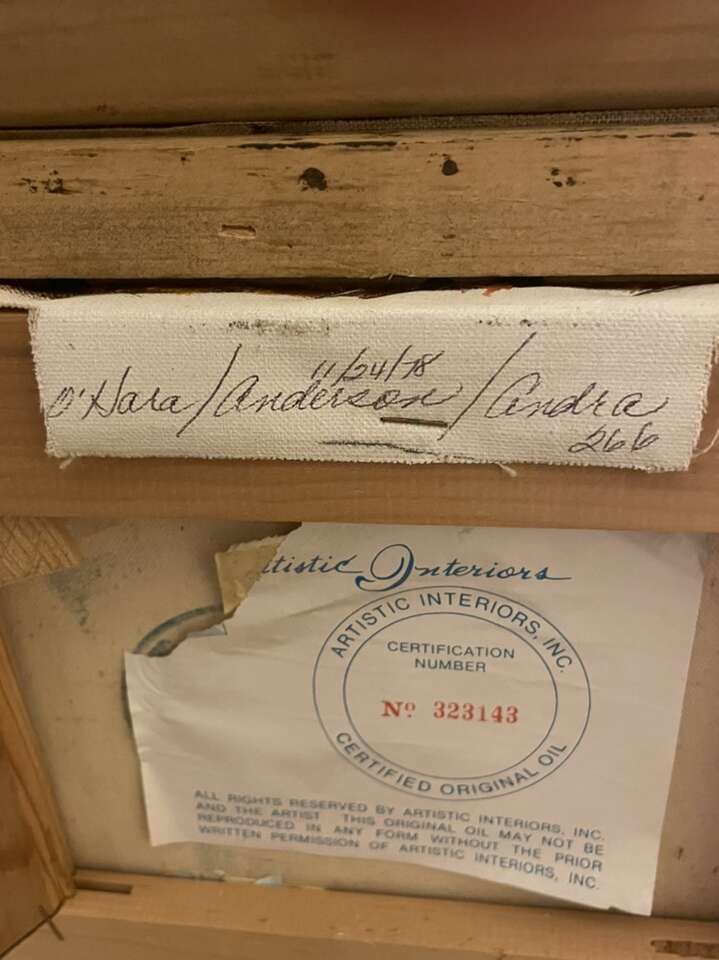 11/24/78
O'Hara/Anderson/Andra
266
tistic Interiors
ARTISTIC INTERIORS, INC.
CERTIFICATION
NUMBER
Nº 323143
CERTIFIED ORIGINAL OIL
ALL RIGHTS RESERVED BY ARTISTIC INTERIORS, INC.
AND THE ARTIST THIS ORIGINAL OIL MAY NOT BE
REPRODUCED IN ANY FORM WITHOUT THE PRIOR
WRITTEN PERMISSION OF ARTISTIC INTERIORS, INC.